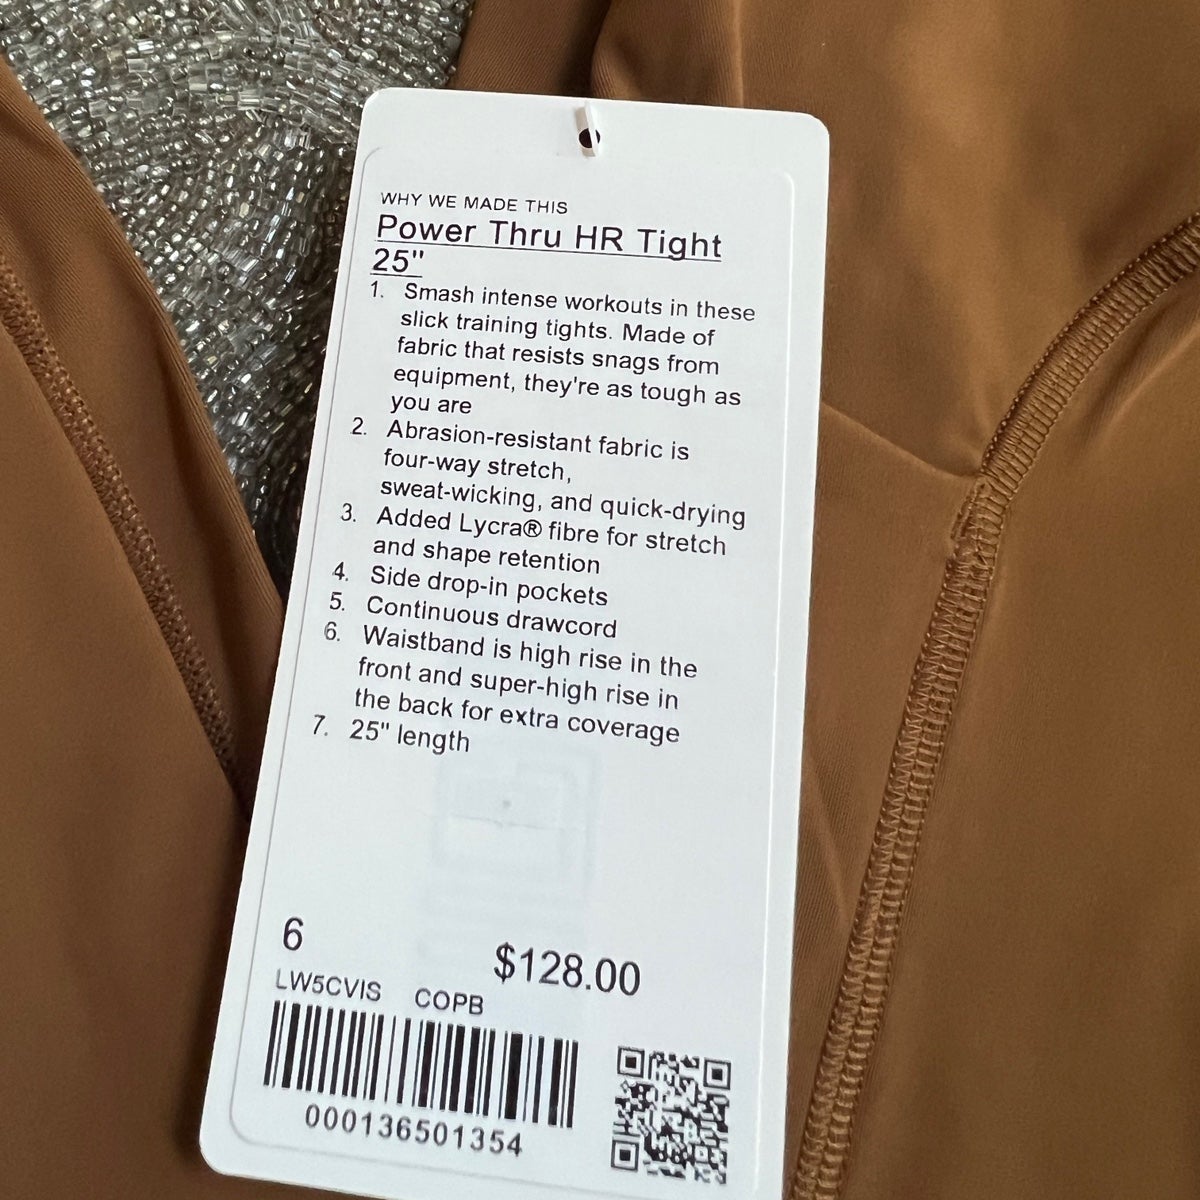 WHY WE MADE THIS
Power Thru HR Tight
25"
1. Smash intense workouts in these
slick training tights. Made of
fabric that resists snags from
equipment, they're as tough as
you are
2. Abrasion-resistant fabric is
four-way stretch,
sweat-wicking, and quick-drying
3. Added Lycra® fibre for stretch
and shape retention
4. Side drop-in pockets
5. Continuous drawcord
6. Waistband is high rise in the
front and super-high rise in
the back for extra coverage
7. 25" length
6 $128.00
LW5CVIS COPB
000136501354